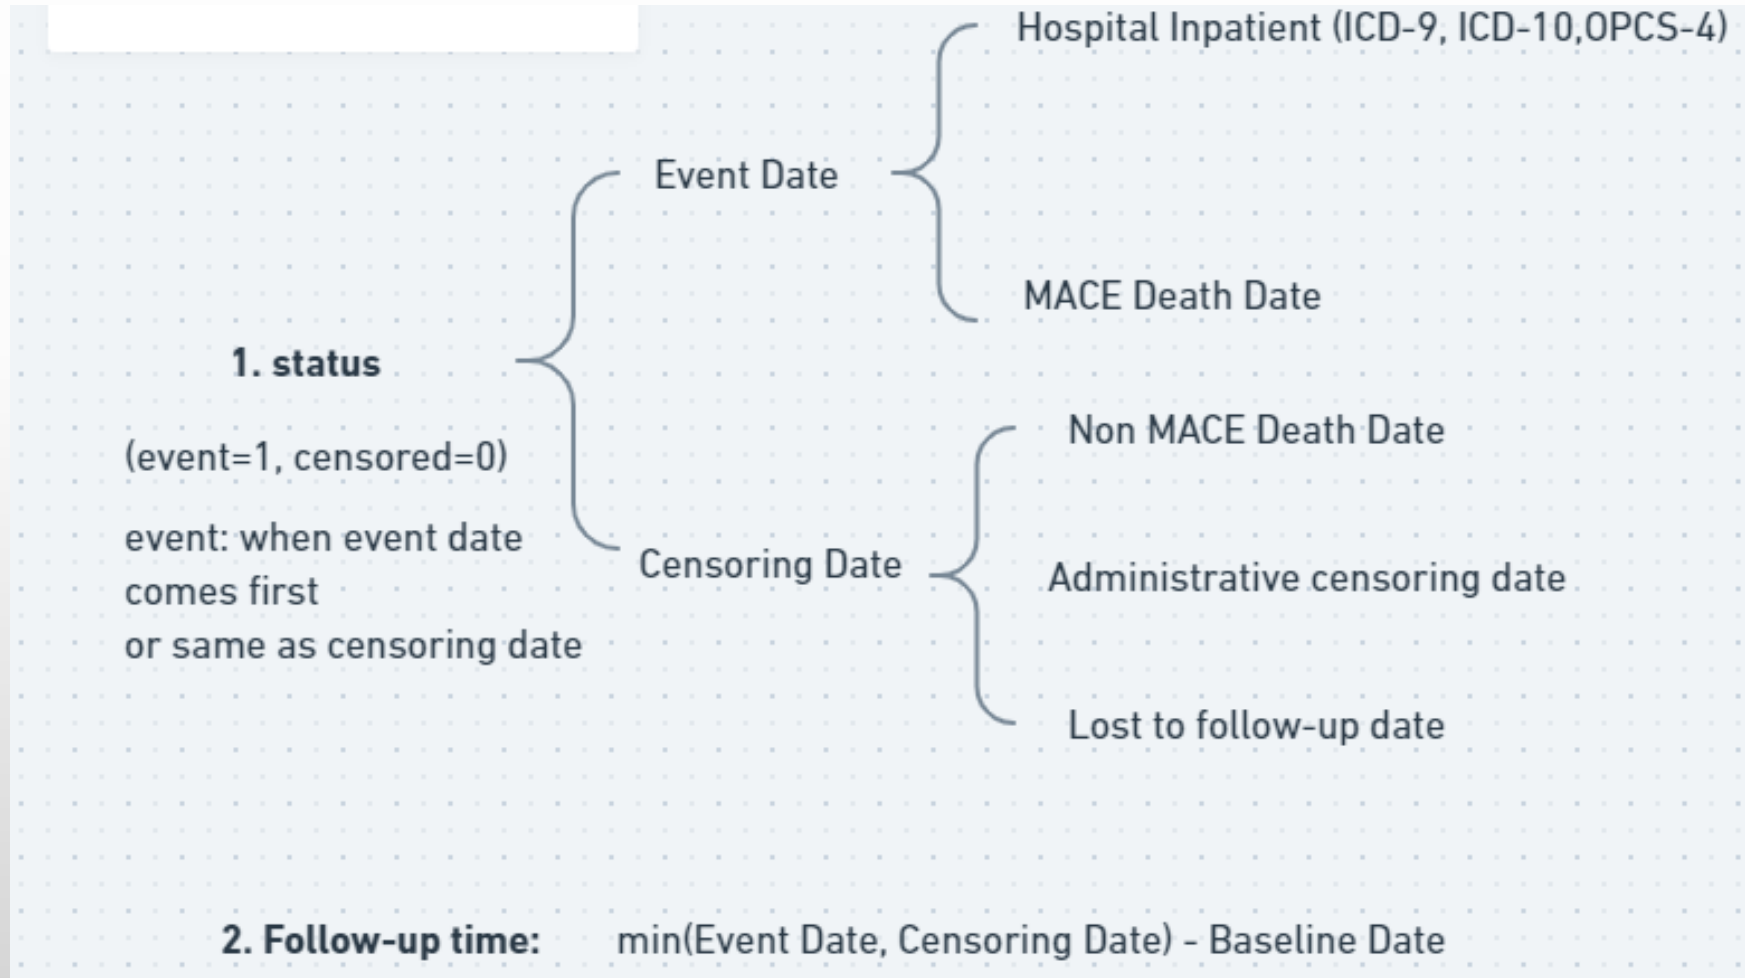 Hospital Inpatient (ICD-9, ICD-10,OPCS-4)
Event Date
MACE Death Date
1. status
(event=1, censored=0)
event: when event date
comes first
or same as censoring date
Non MACE Death Date
Censoring Date
Administrative censoring date
Lost to follow-up date
2. Follow-up time: min(Event Date, Censoring Date) - Baseline Date